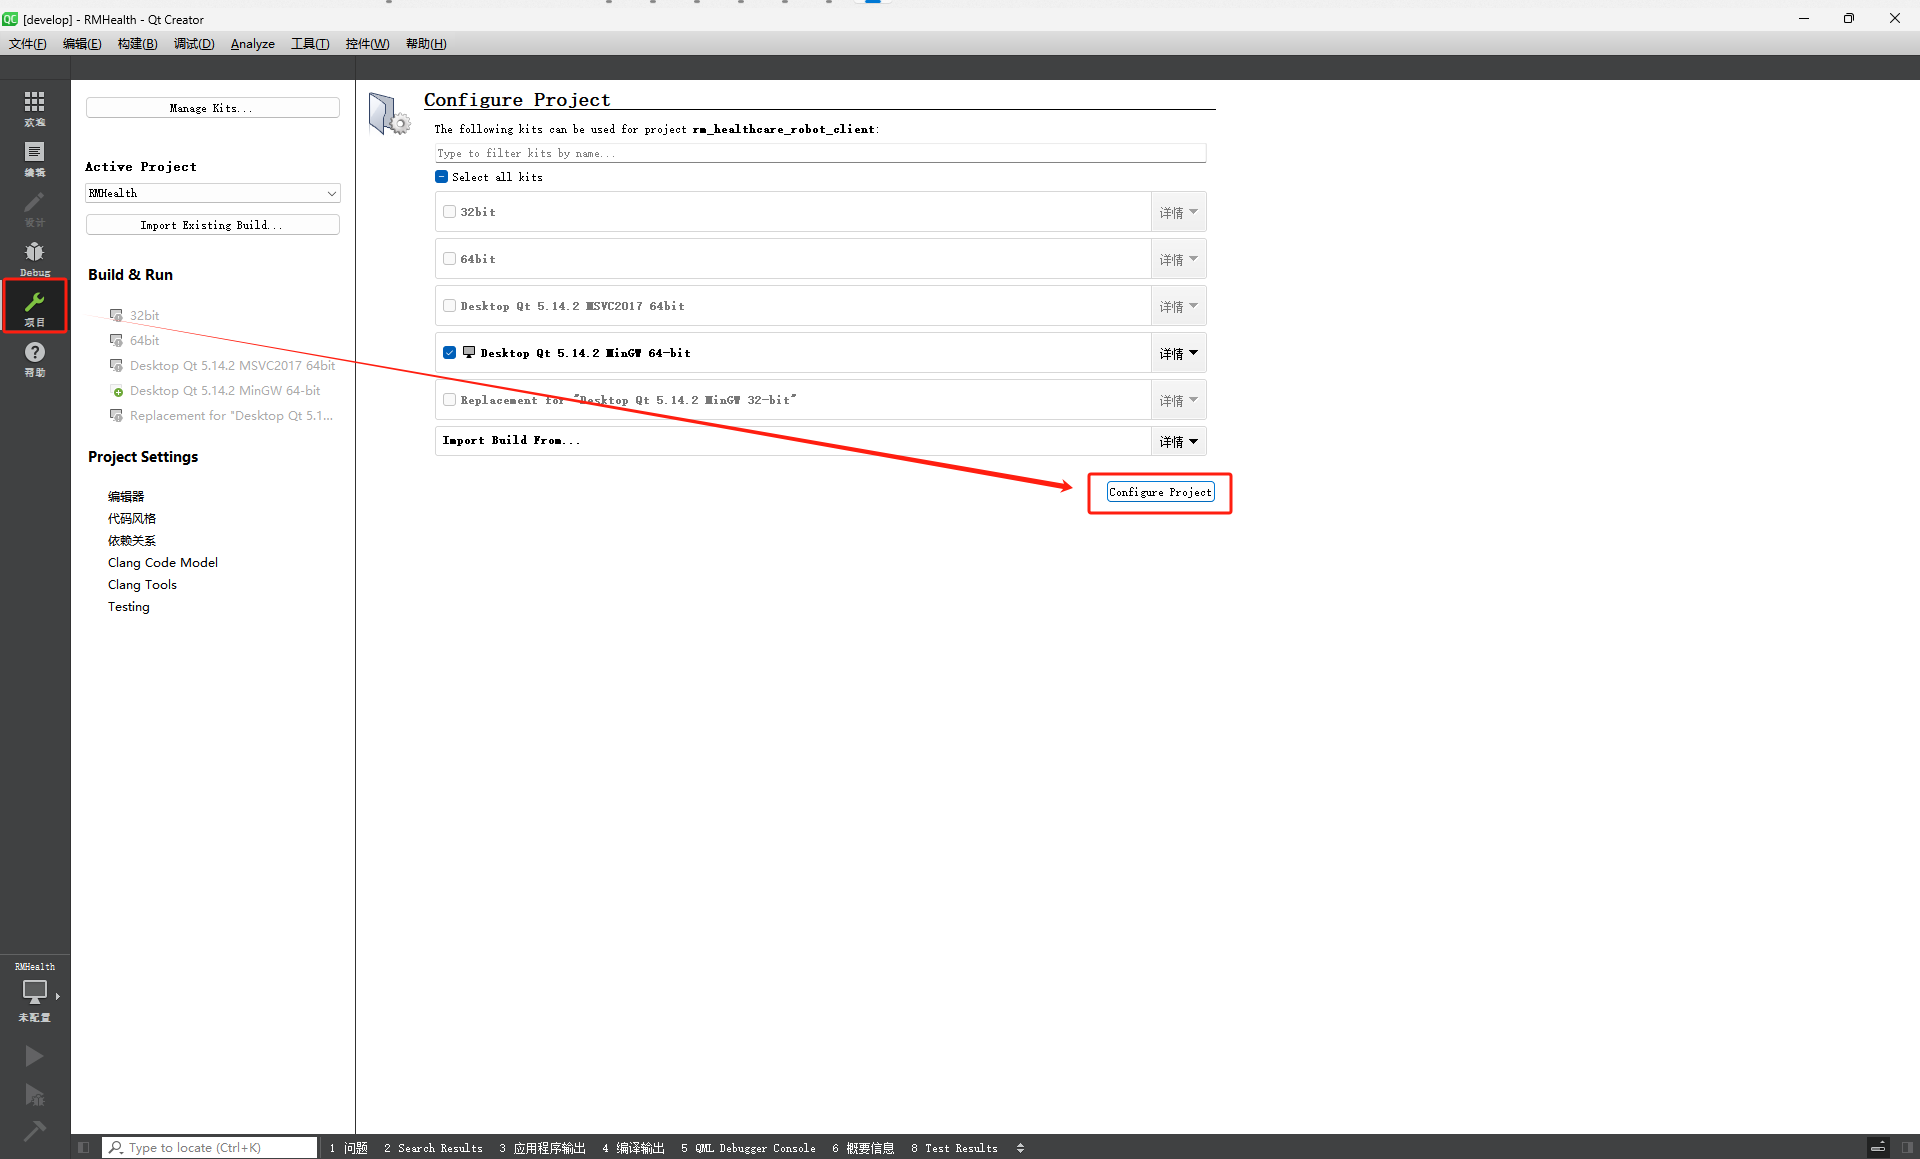 QC [develop] - RMHealth - Qt Creator
文件(F) 编辑(E) 构建(B) 调试(D) Analyze 工具(T) 控件(W) 帮助(H)
欢迎
编辑
设计
Debug
项目
帮助
Manage Kits...
Active Project
RMHealth
Import Existing Build...
Build & Run
32bit
64bit
Desktop Qt 5.14.2 MSVC2017 64bit
Desktop Qt 5.14.2 MinGW 64-bit
Replacement for "Desktop Qt 5.1...
Project Settings
编辑器
代码风格
依赖关系
Clang Code Model
Clang Tools
Testing
Configure Project
The following kits can be used for project rm_healthcare_robot_client:
Type to filter kits by name...
Select all kits
32bit 详情
64bit 详情
Desktop Qt 5.14.2 MSVC2017 64bit 详情
Desktop Qt 5.14.2 MinGW 64-bit 详情
Replacement for "Desktop Qt 5.14.2 MinGW 32-bit" 详情
Import Build From... 详情
Configure Project
RMHealth
未配置
Type to locate (Ctrl+K) 1 问题 2 Search Results 3 应用程序输出 4 编译输出 5 QML Debugger Console 6 概要信息 8 Test Results